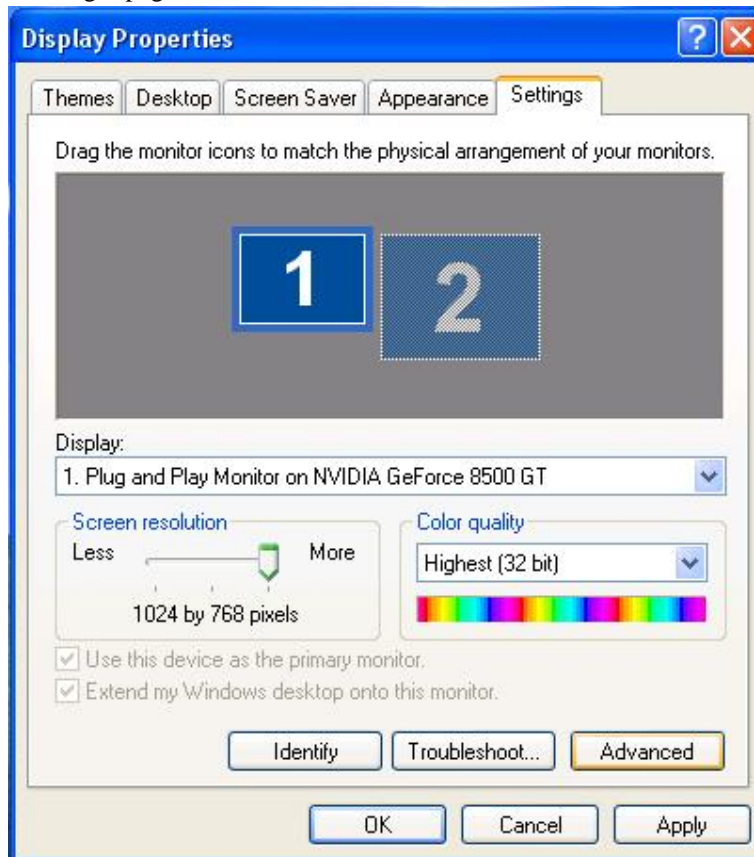 Display Properties
Themes Desktop Screen Saver Appearance Settings
Drag the monitor icons to match the physical arrangement of your monitors.
1 2
Display:
1. Plug and Play Monitor on NVIDIA GeForce 8500 GT
Screen resolution Color quality
Less More Highest (32 bit)
1024 by 768 pixels
Use this device as the primary monitor.
Extend my Windows desktop onto this monitor.
Identify Troubleshoot... Advanced
OK Cancel Apply